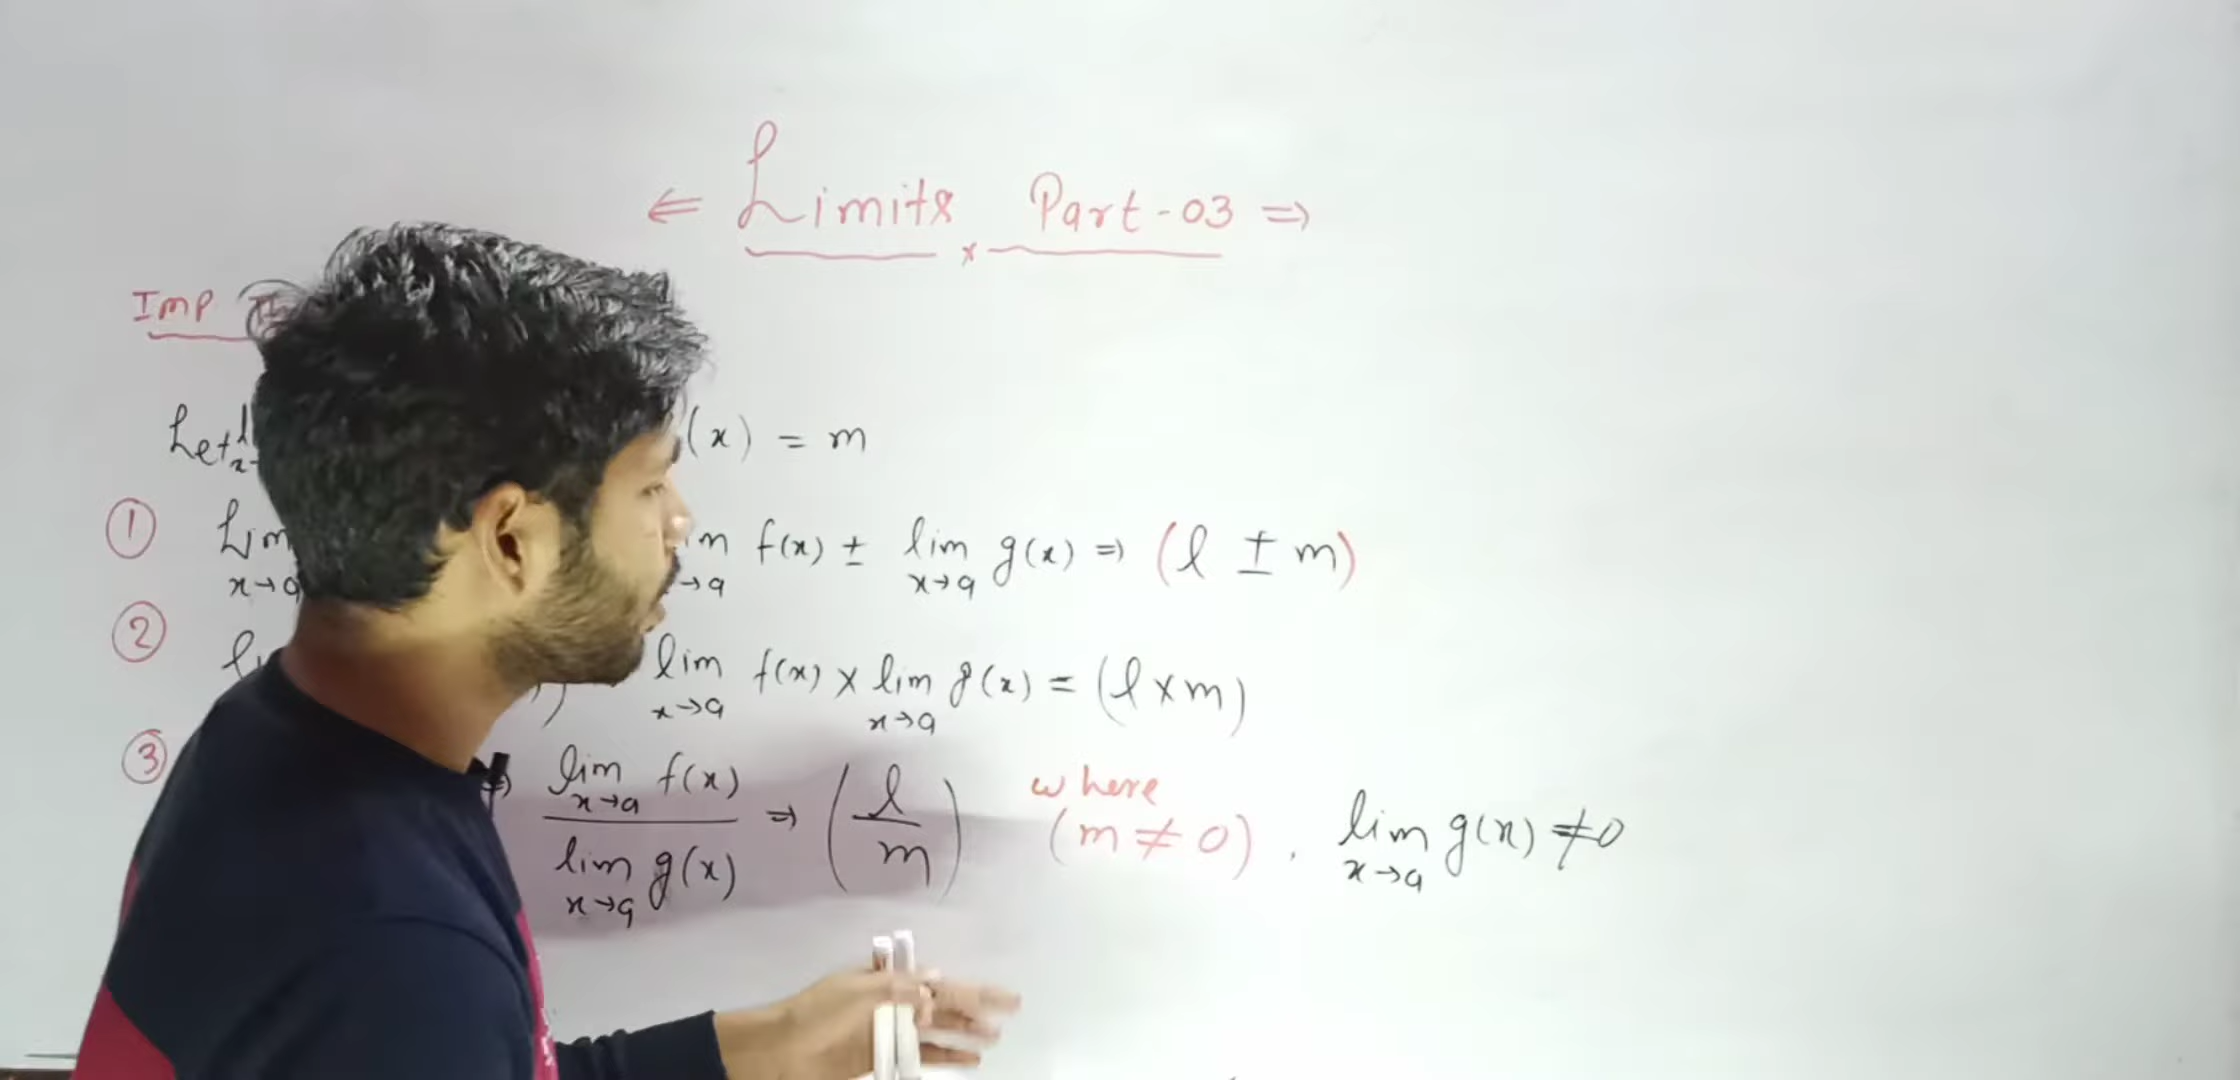 ⇐ Limits Part-03 ⇒
Imp
Let (x) = m
① Lim x→a f(x) ± lim x→a g(x) ⇒ (l ± m)
② lim x→a f(x) × lim x→a g(x) = (l × m)
③ lim x→a f(x) / lim x→a g(x) ⇒ (l/m) where (m ≠ 0) . lim x→a g(x) ≠ 0